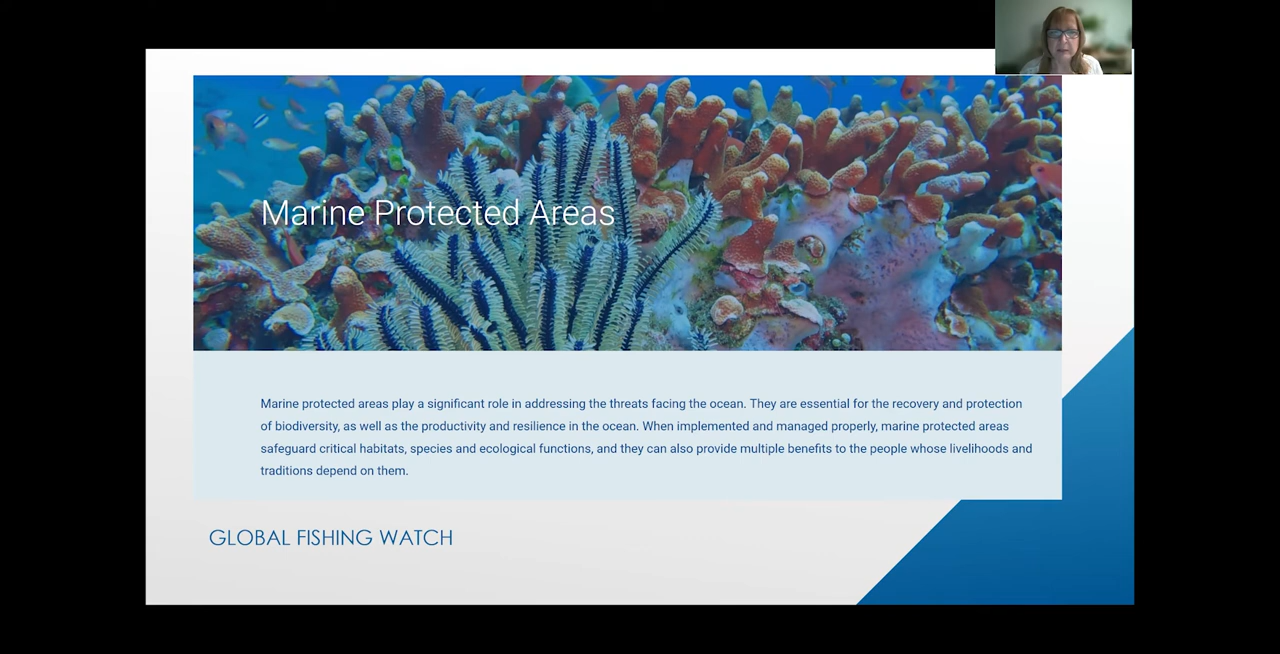 Marine Protected Areas
Marine protected areas play a significant role in addressing the threats facing the ocean. They are essential for the recovery and protection
of biodiversity, as well as the productivity and resilience in the ocean. When implemented and managed properly, marine protected areas
safeguard critical habitats, species and ecological functions, and they can also provide multiple benefits to the people whose livelihoods and
traditions depend on them.
GLOBAL FISHING WATCH